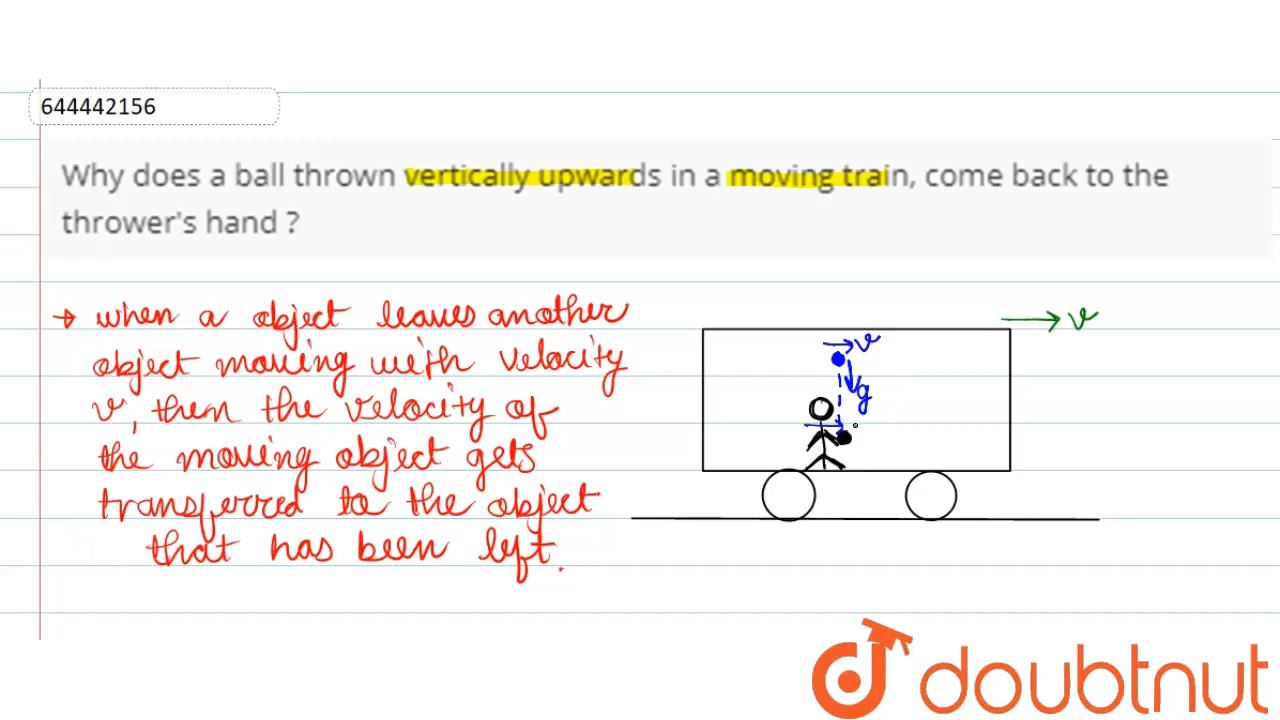 644442156
Why does a ball thrown vertically upwards in a moving train, come back to the
thrower's hand ?
→ when a object leaves another
object moving with velocity
v, then the velocity of
the moving object gets
transferred to the object
that has been left.
→ v
→ v
g
doubtnut